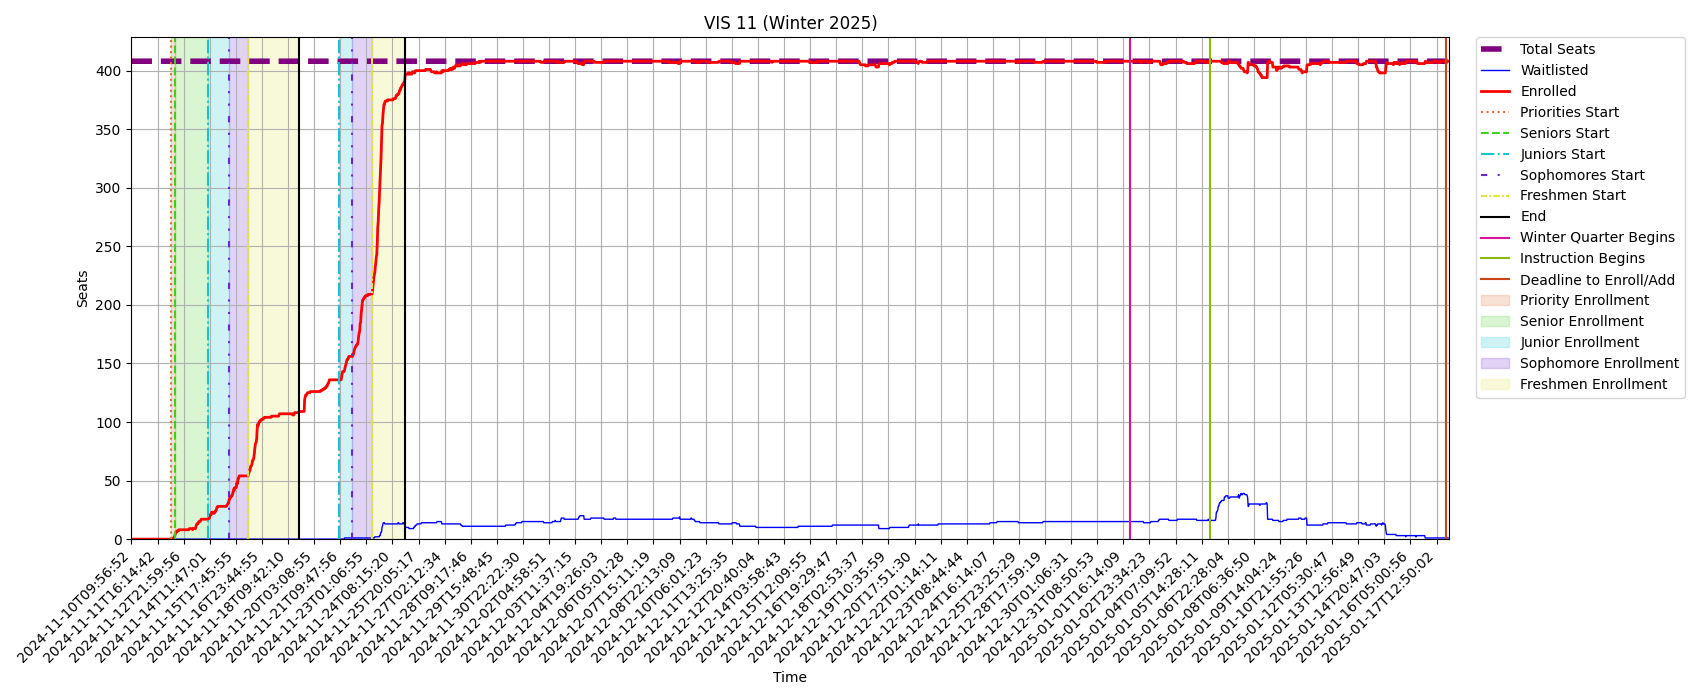 VIS 11 (Winter 2025)
Seats
400
350
300
250
200
150
100
50
0
2024-11-10T09:56:52
2024-11-11T16:14:42
2024-11-12T21:59:56
2024-11-14T11:47:01
2024-11-15T17:45:55
2024-11-16T23:44:55
2024-11-18T09:42:10
2024-11-20T03:08:55
2024-11-21T09:47:56
2024-11-23T01:06:55
2024-11-24T08:15:20
2024-11-25T20:05:17
2024-11-27T02:12:34
2024-11-28T09:17:46
2024-11-29T15:48:45
2024-11-30T22:22:30
2024-12-02T04:58:51
2024-12-03T11:37:15
2024-12-04T19:26:03
2024-12-06T05:01:28
2024-12-07T15:11:19
2024-12-08T22:13:09
2024-12-10T06:01:23
2024-12-11T13:25:35
2024-12-12T20:40:04
2024-12-14T03:58:43
2024-12-15T12:09:55
2024-12-16T19:29:47
2024-12-18T02:53:37
2024-12-19T10:35:59
2024-12-20T17:51:30
2024-12-22T01:14:11
2024-12-23T08:44:44
2024-12-24T16:14:07
2024-12-25T23:25:29
2024-12-28T17:59:19
2024-12-30T01:06:31
2024-12-31T08:50:53
2025-01-01T16:14:09
2025-01-02T23:34:23
2025-01-04T07:09:52
2025-01-05T14:28:11
2025-01-06T22:28:04
2025-01-08T06:36:50
2025-01-09T14:04:24
2025-01-10T21:55:26
2025-01-12T05:30:47
2025-01-13T12:56:49
2025-01-14T20:47:03
2025-01-16T05:00:56
2025-01-17T12:50:02
Time
Total Seats
Waitlisted
Enrolled
Priorities Start
Seniors Start
Juniors Start
Sophomores Start
Freshmen Start
End
Winter Quarter Begins
Instruction Begins
Deadline to Enroll/Add
Priority Enrollment
Senior Enrollment
Junior Enrollment
Sophomore Enrollment
Freshmen Enrollment